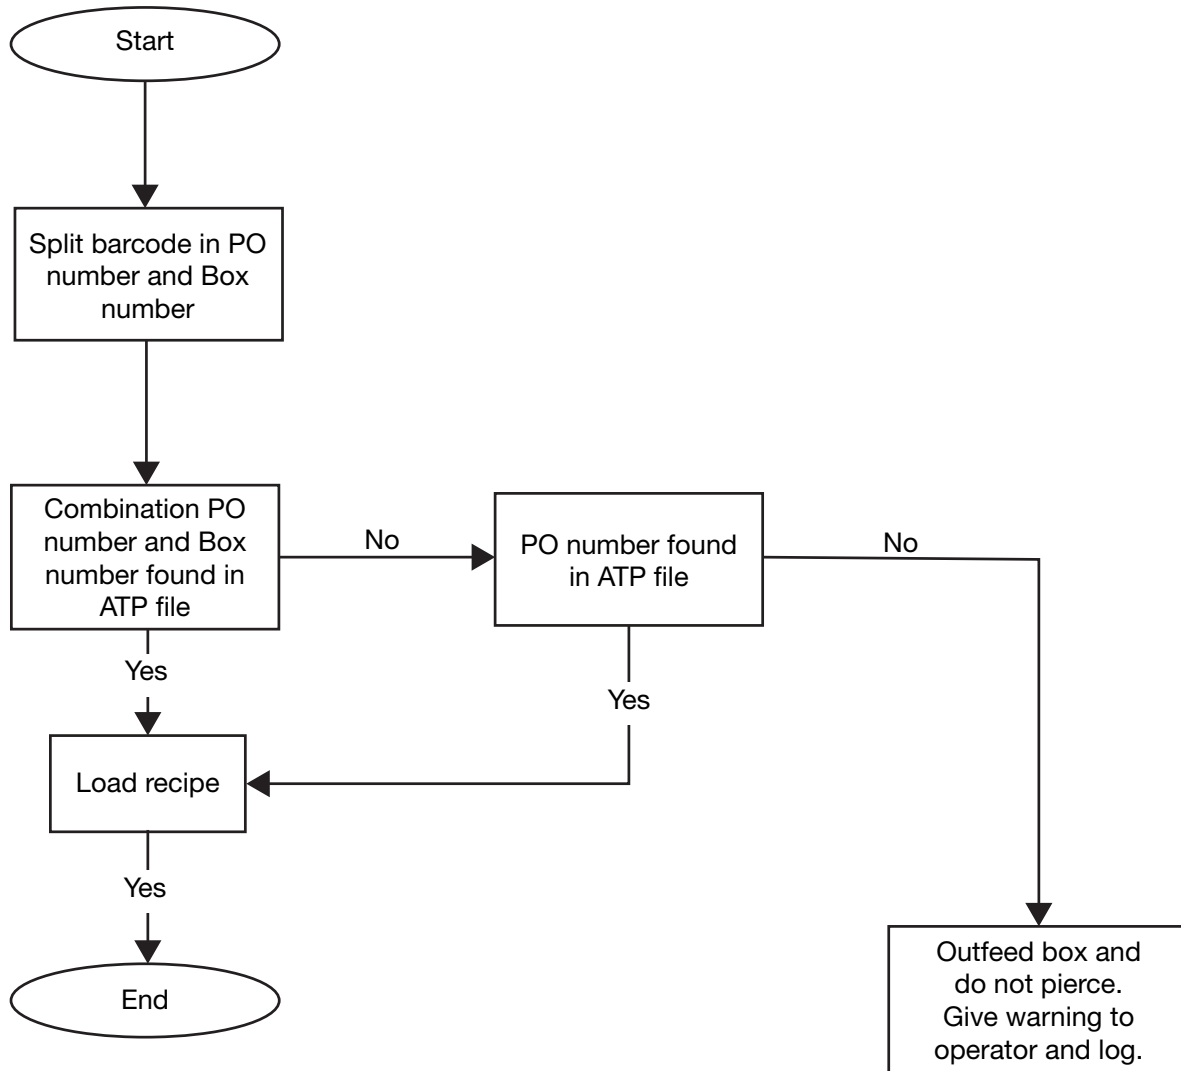 Start
Split barcode in PO
number and Box
number
Combination PO
number and Box
number found in
ATP file
No
PO number found
in ATP file
No
Yes
Yes
Load recipe
Yes
End
Outfeed box and
do not pierce.
Give warning to
operator and log.